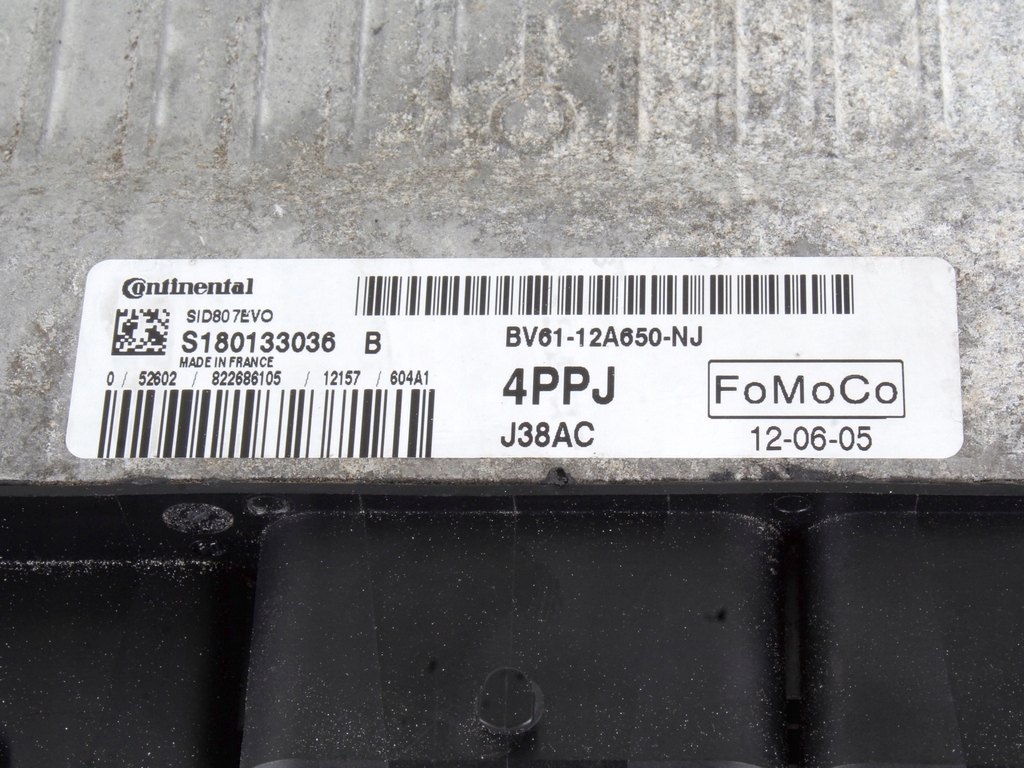 Continental
SID807EVO
S180133036 B
MADE IN FRANCE
0 / 52602 / 822686105 / 12157 / 604A1
BV61-12A650-NJ
4PPJ
J38AC
FoMoCo
12-06-05